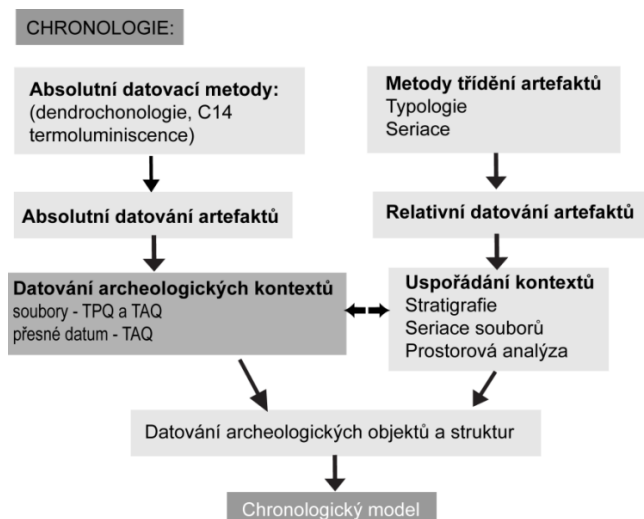 CHRONOLOGIE:
Absolutní datovací metody:
(dendrochonologie, C14
termoluminiscence)
Metody třídění artefaktů
Typologie
Seriace
Absolutní datování artefaktů
Relativní datování artefaktů
Datování archeologických kontextů
soubory - TPQ a TAQ
přesné datum - TAQ
Uspořádání kontextů
Stratigrafie
Seriace souborů
Prostorová analýza
Datování archeologických objektů a struktur
Chronologický model